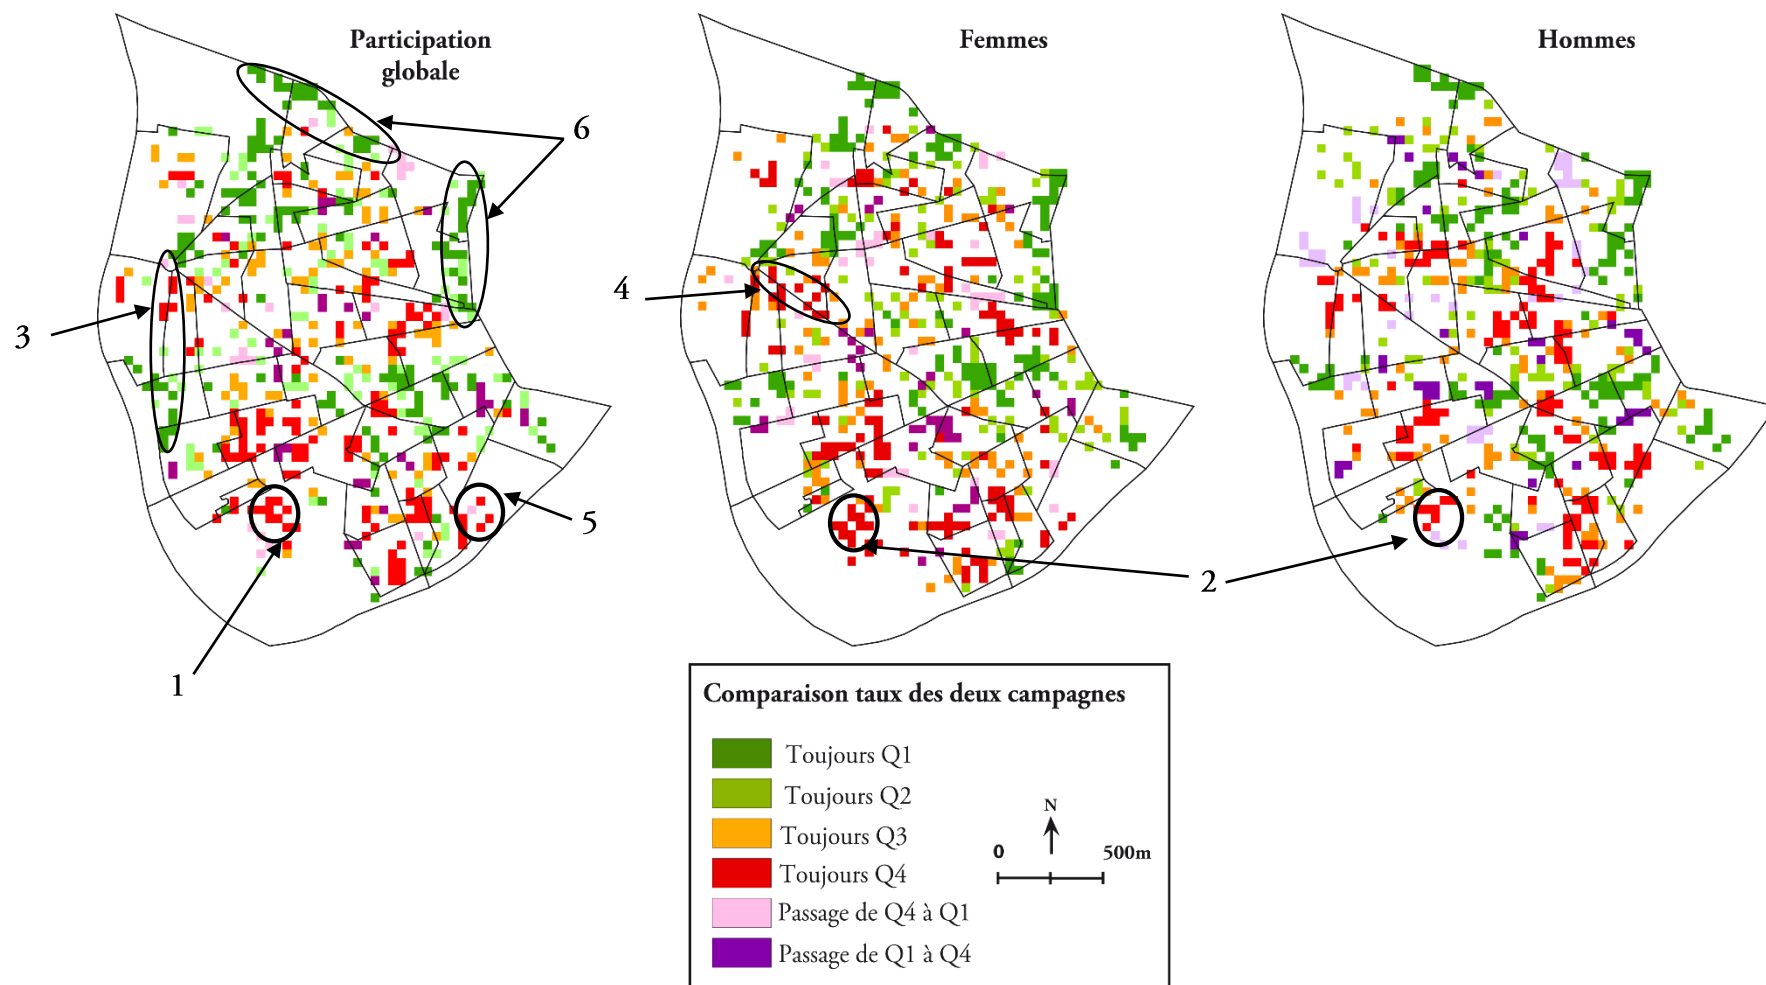 Participation
globale
Femmes
Hommes
6
3
4
5
2
1
Comparaison taux des deux campagnes
Toujours Q1
Toujours Q2
Toujours Q3
Toujours Q4
Passage de Q4 à Q1
Passage de Q1 à Q4
N
0 500m